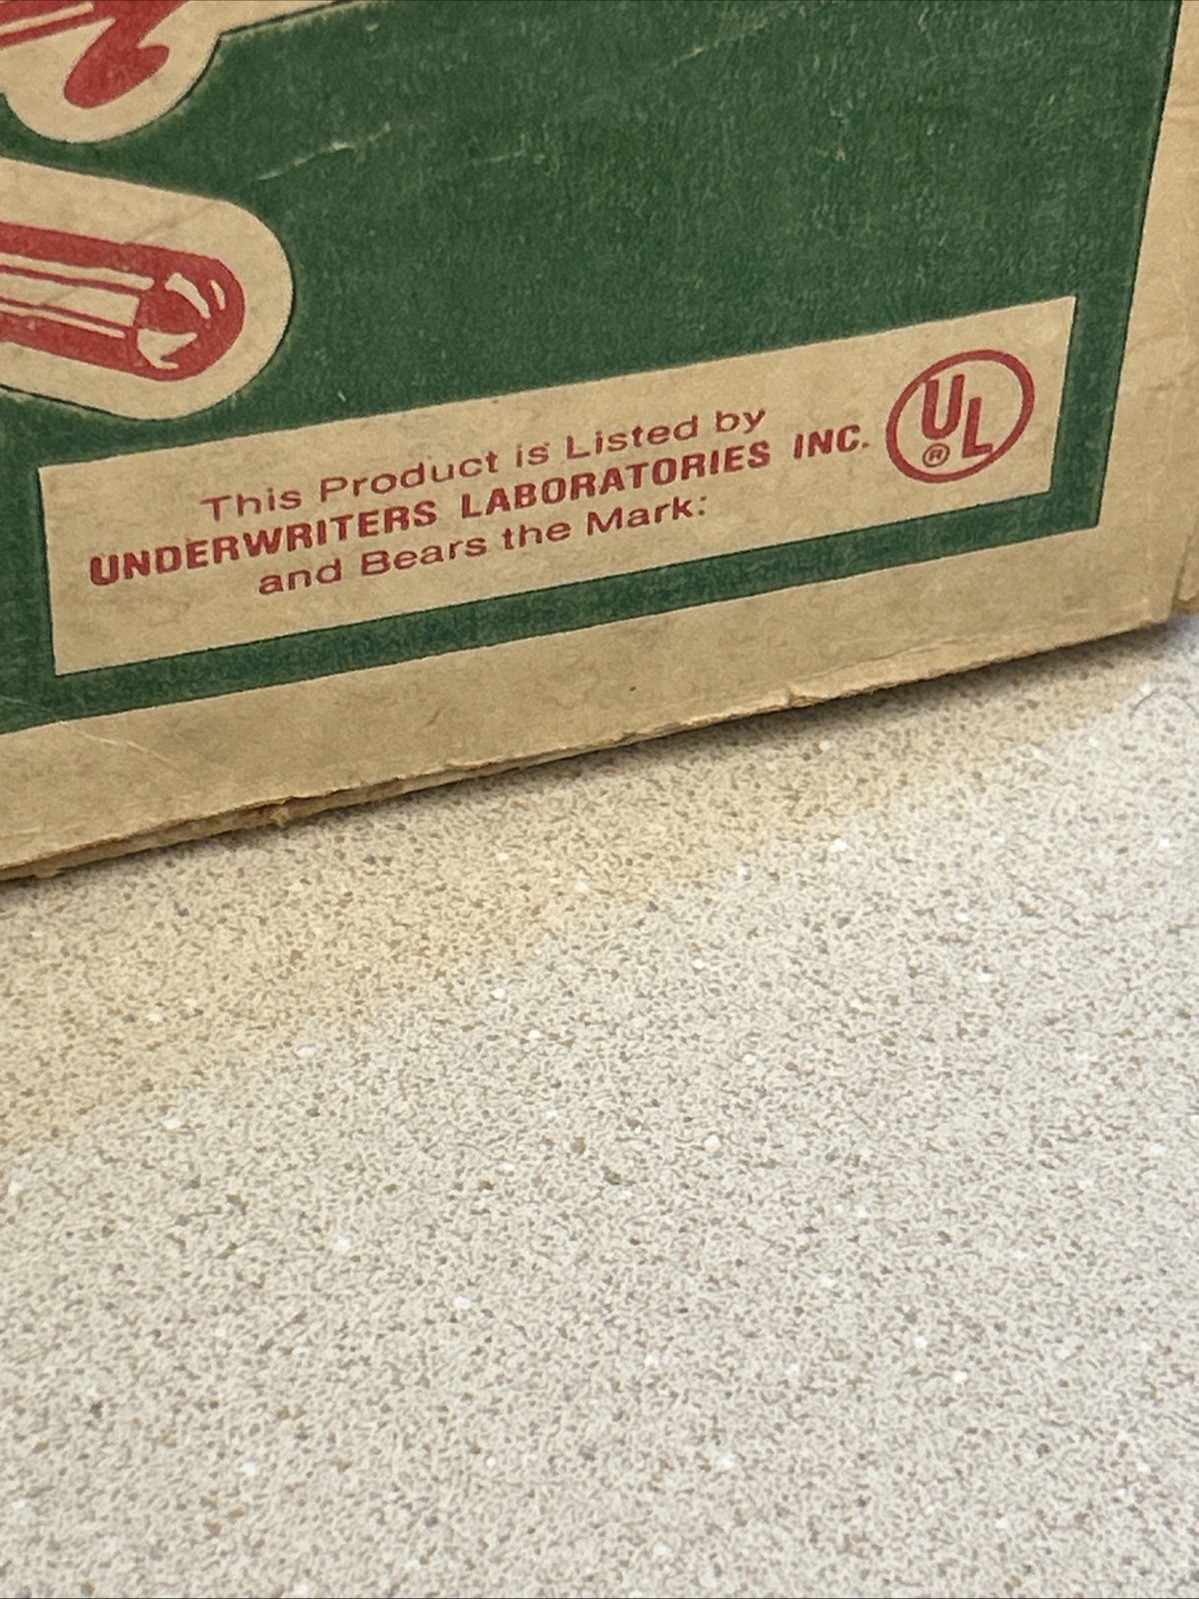 This Product is Listed by
UNDERWRITERS LABORATORIES INC.
and Bears the Mark:
UL
®